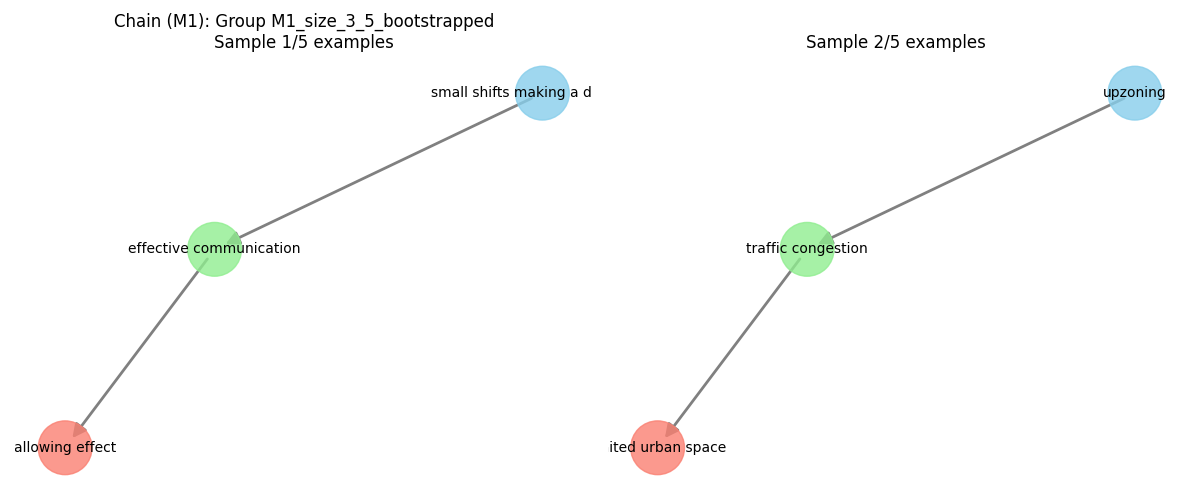 Chain (M1): Group M1_size_3_5_bootstrapped
Sample 1/5 examples
Sample 2/5 examples
small shifts making a d
upzoning
effective communication
traffic congestion
allowing effect
ited urban space